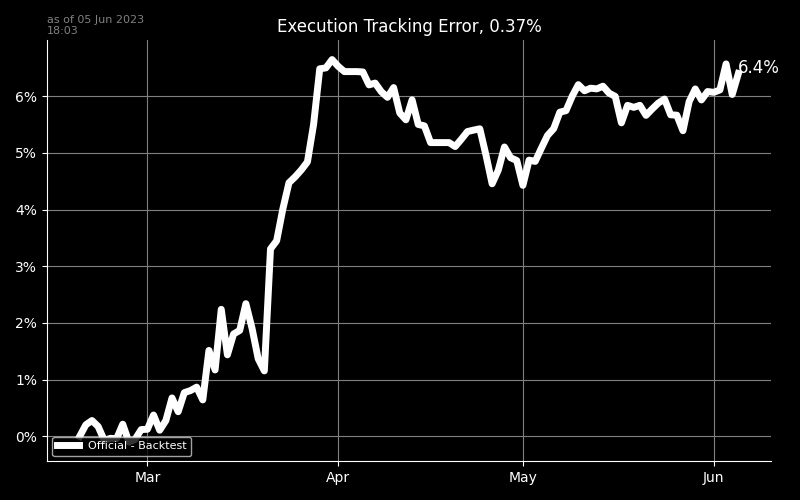 as of 05 Jun 2023
18:03
Execution Tracking Error, 0.37%
6.4%
6%
5%
4%
3%
2%
1%
0%
Official - Backtest
Mar
Apr
May
Jun